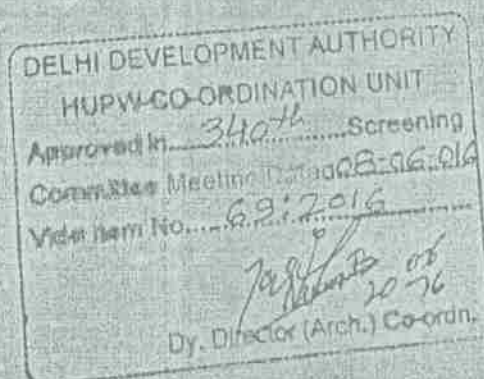 DELHI DEVELOPMENT AUTHORITY
HUPW-CO-ORDINATION UNIT
Approved in......340th......Screening
Committee Meeting Dated 08-06-016
Vide Item No......69:2016......
Dy. Director (Arch.) Co-ordn.